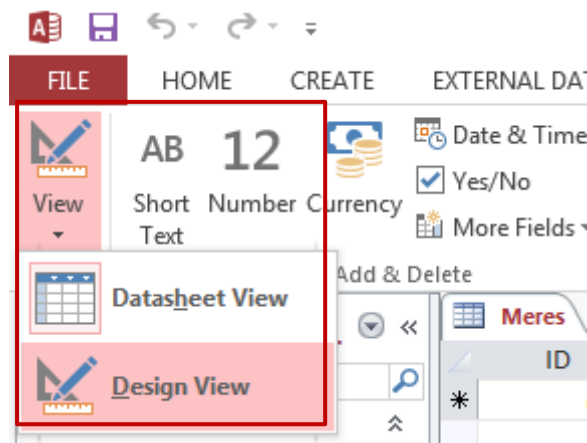 FILE HOME CREATE EXTERNAL DAT
View
AB
Short
Text
12
Number
Currency
Date & Time
Yes/No
More Fields
Add & Delete
Datasheet View
Design View
Meres
ID